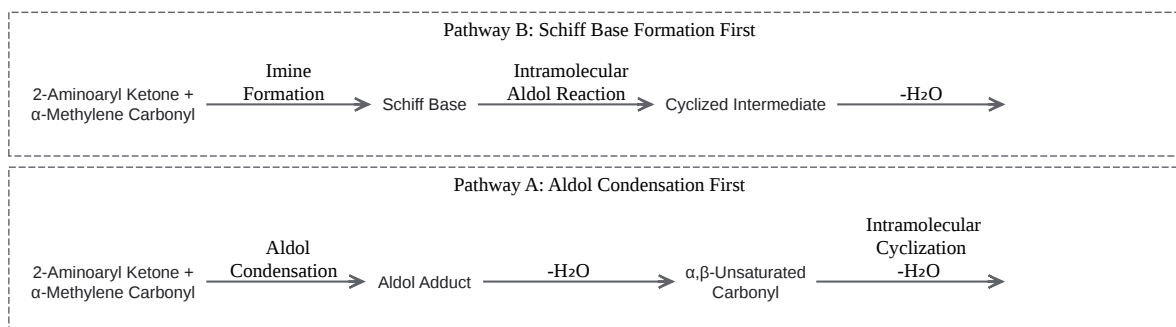 Pathway B: Schiff Base Formation First
Imine
Formation
Intramolecular
Aldol Reaction
-H₂O
2-Aminoaryl Ketone +
α-Methylene Carbonyl
Schiff Base
Cyclized Intermediate
Pathway A: Aldol Condensation First
Aldol
Condensation
-H₂O
Intramolecular
Cyclization
-H₂O
2-Aminoaryl Ketone +
α-Methylene Carbonyl
Aldol Adduct
α,β-Unsaturated
Carbonyl